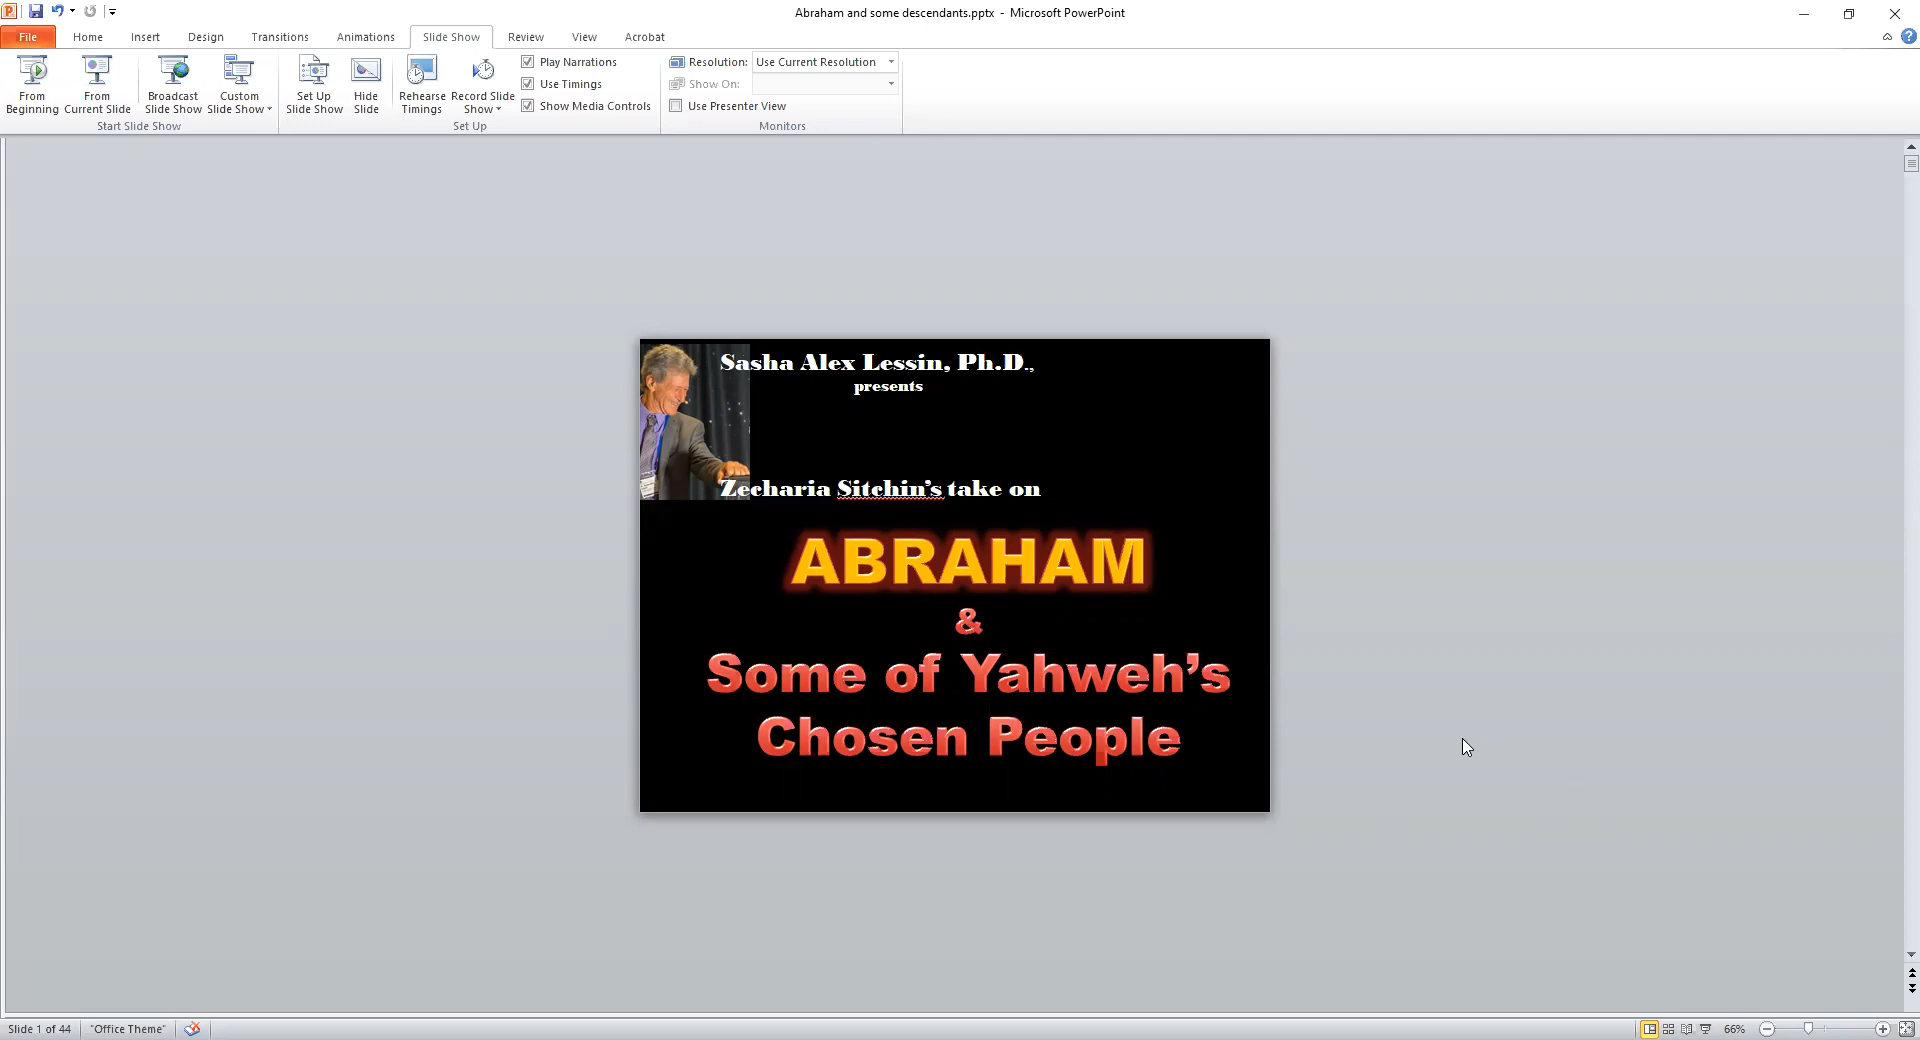 Abraham and some descendants.pptx - Microsoft PowerPoint
File Home Insert Design Transitions Animations Slide Show Review View Acrobat
From Beginning
From Current Slide
Broadcast Slide Show
Custom Slide Show
Start Slide Show
Set Up Slide Show
Hide Slide
Rehearse Timings
Record Slide Show
Play Narrations
Use Timings
Show Media Controls
Set Up
Resolution: Use Current Resolution
Show On:
Use Presenter View
Monitors
Sasha Alex Lessin, Ph.D.,
presents
Zecharia Sitchin’s take on
ABRAHAM
&
Some of Yahweh’s
Chosen People
Slide 1 of 44 "Office Theme" 66%